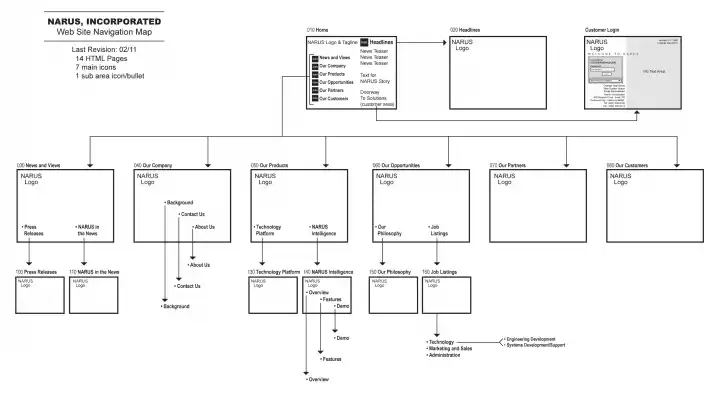 NARUS, INCORPORATED
Web Site Navigation Map
Last Revision: 02/11
14 HTML Pages
7 main icons
1 sub area icon/bullet
010 Home
NARUS Logo & Tagline
Headlines
News Teaser
News Teaser
News Teaser
News and Views
Our Company
Our Products
Our Opportunities
Our Partners
Our Customers
Text for
NARUS Story
Doorway
To Solutions
(customer area)
020 Headlines
NARUS
Logo
Customer Login
NARUS
Logo
WELCOME TO NARUS
030 News and Views
NARUS
Logo
• Press
Releases
• NARUS in
the News
040 Our Company
NARUS
Logo
• Background
• Contact Us
• About Us
• About Us
• Contact Us
• Background
050 Our Products
NARUS
Logo
• Technology
Platform
• NARUS
Intelligence
060 Our Opportunities
NARUS
Logo
• Our
Philosophy
• Job
Listings
070 Our Partners
NARUS
Logo
080 Our Customers
NARUS
Logo
100 Press Releases
NARUS
Logo
110 NARUS in the News
NARUS
Logo
130 Technology Platform
NARUS
Logo
140 NARUS Intelligence
NARUS
Logo
• Overview
• Features
• Demo
• Demo
• Features
• Overview
150 Our Philosophy
NARUS
Logo
160 Job Listings
NARUS
Logo
• Technology
• Marketing and Sales
• Administration
• Engineering Development
• Systems Development/Support